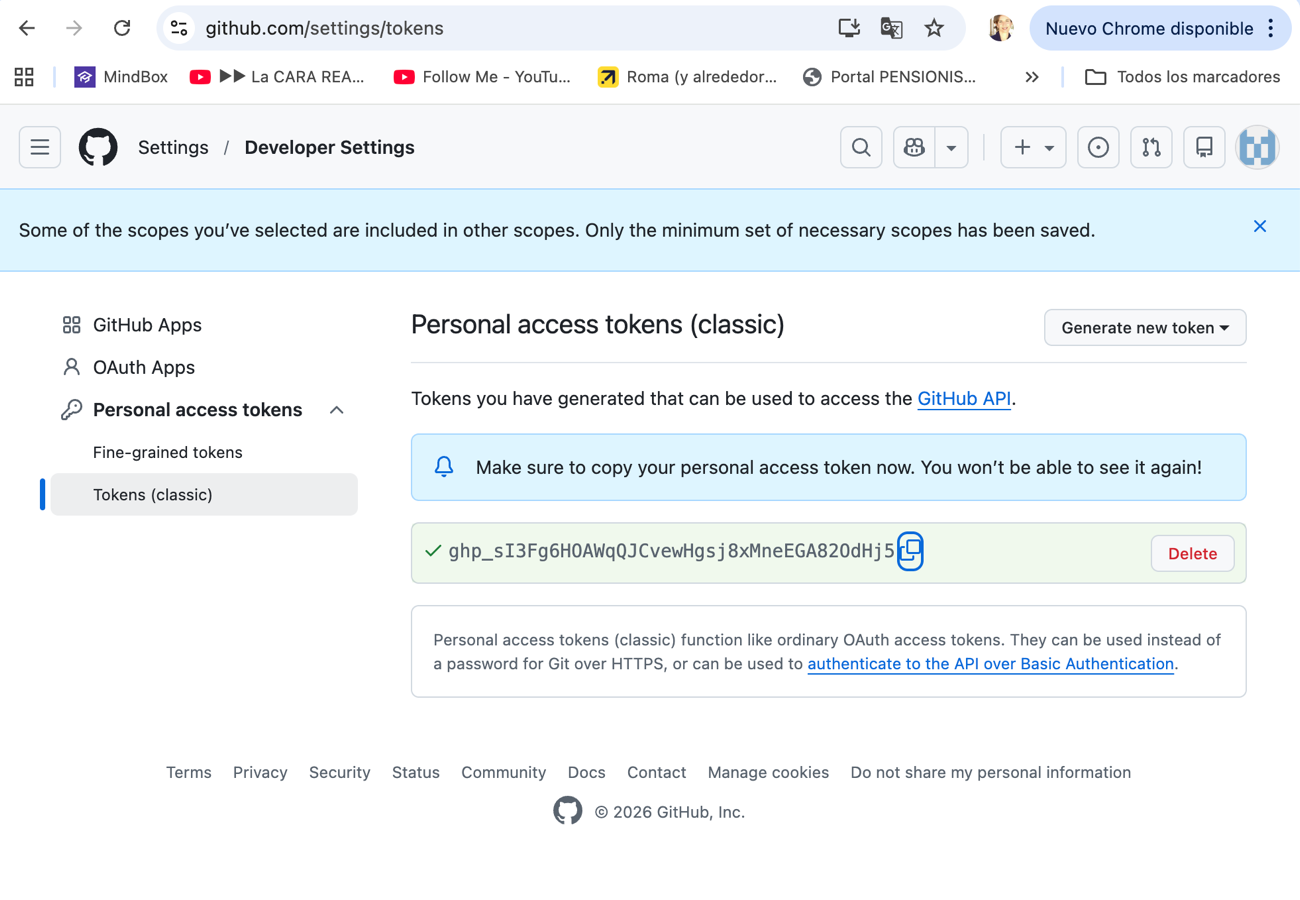 github.com/settings/tokens
Nuevo Chrome disponible
MindBox
▶▶ La CARA REA...
Follow Me - YouTu...
Roma (y alrededor...
Portal PENSIONIS...
»
Todos los marcadores
Settings / Developer Settings
Some of the scopes you’ve selected are included in other scopes. Only the minimum set of necessary scopes has been saved.
GitHub Apps
OAuth Apps
Personal access tokens
Fine-grained tokens
Tokens (classic)
Personal access tokens (classic)
Generate new token
Tokens you have generated that can be used to access the GitHub API.
Make sure to copy your personal access token now. You won’t be able to see it again!
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
Delete
Personal access tokens (classic) function like ordinary OAuth access tokens. They can be used instead of
a password for Git over HTTPS, or can be used to authenticate to the API over Basic Authentication.
Terms Privacy Security Status Community Docs Contact Manage cookies Do not share my personal information
© 2026 GitHub, Inc.